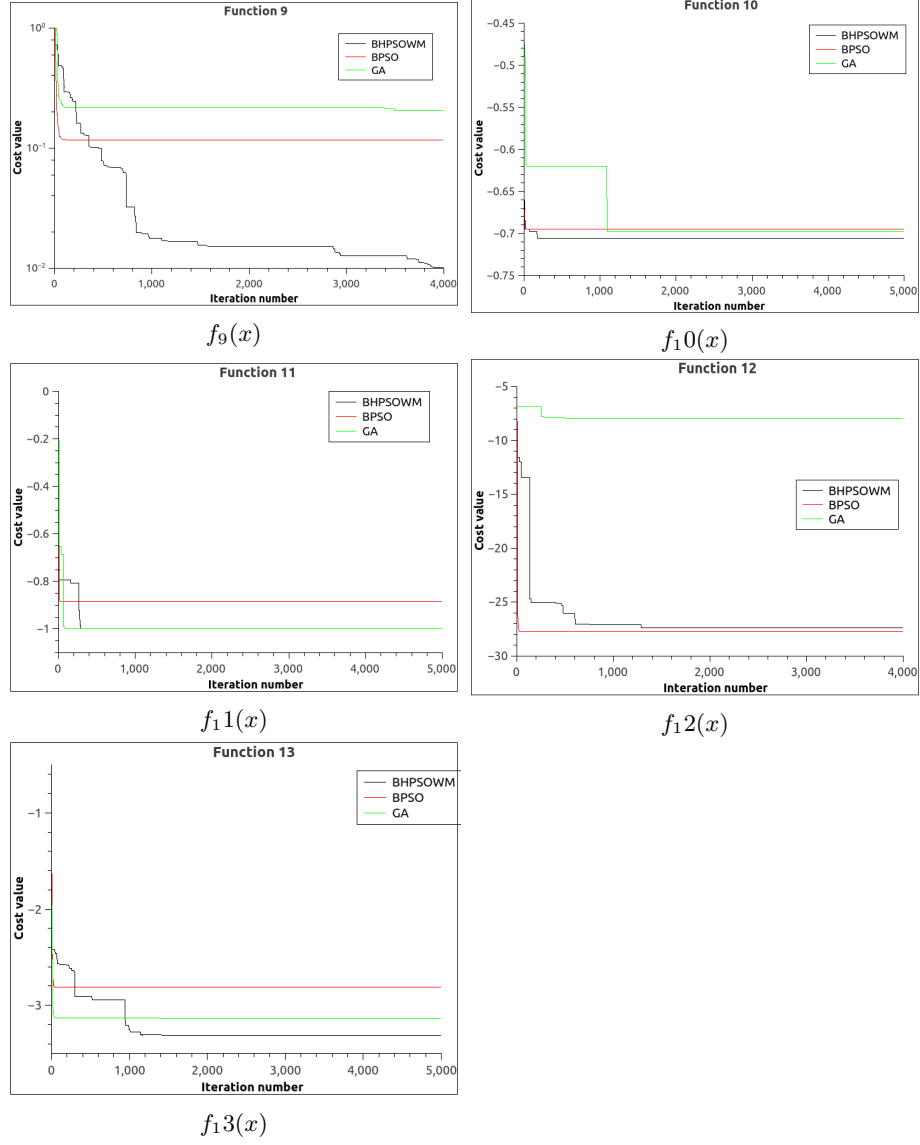 Function 9
10⁰
10⁻¹
10⁻²
Cost value
BHPSOWM
BPSO
GA
0
1,000
2,000
3,000
4,000
Iteration number
f₉(x)
Function 10
−0.45
−0.5
−0.55
−0.6
−0.65
−0.7
−0.75
Cost value
BHPSOWM
BPSO
GA
0
1,000
2,000
3,000
4,000
5,000
Iteration number
f₁0(x)
Function 11
0
−0.2
−0.4
−0.6
−0.8
−1
Cost value
BHPSOWM
BPSO
GA
0
1,000
2,000
3,000
4,000
5,000
Iteration number
f₁1(x)
Function 12
−5
−10
−15
−20
−25
−30
Cost value
BHPSOWM
BPSO
GA
0
1,000
2,000
3,000
4,000
Interation number
f₁2(x)
Function 13
−1
−2
−3
Cost value
BHPSOWM
BPSO
GA
0
1,000
2,000
3,000
4,000
5,000
Iteration number
f₁3(x)